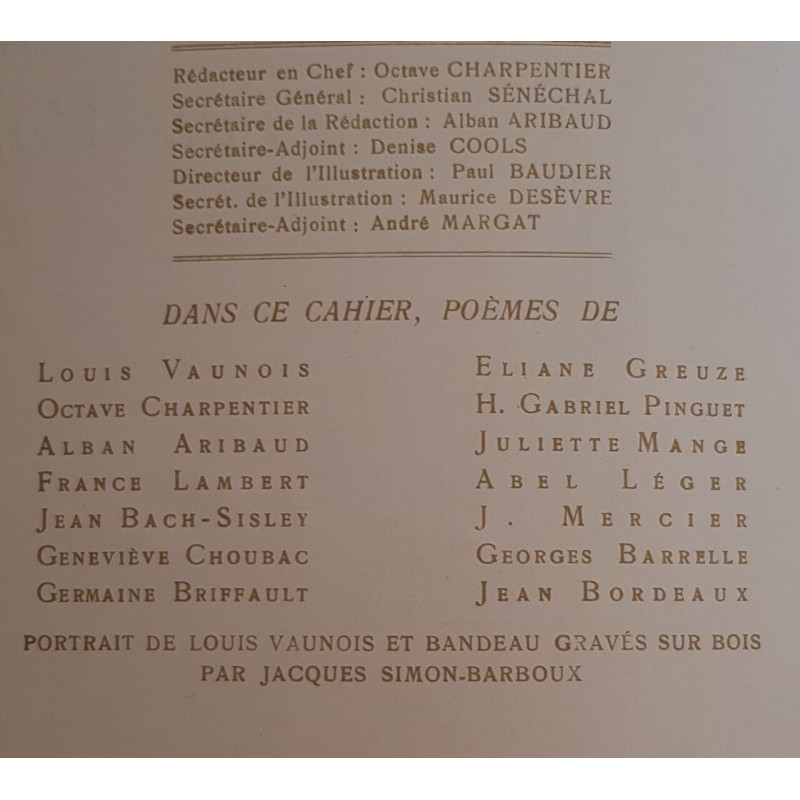 Rédacteur en Chef : Octave CHARPENTIER
Secrétaire Général : Christian SÉNÉCHAL
Secrétaire de la Rédaction : Alban ARIBAUD
Secrétaire-Adjoint : Denise COOLS
Directeur de l'Illustration : Paul BAUDIER
Secrét. de l'Illustration : Maurice DESÈVRE
Secrétaire-Adjoint : André MARGAT
DANS CE CAHIER, POÈMES DE
LOUIS VAUNOIS
OCTAVE CHARPENTIER
ALBAN ARIBAUD
FRANCE LAMBERT
JEAN BACH-SISLEY
GENEVIÈVE CHOUBAC
GERMAINE BRIFFAULT
ELIANE GREUZE
H. GABRIEL PINGUET
JULIETTE MANGE
ABEL LÉGER
J. MERCIER
GEORGES BARRELLE
JEAN BORDEAUX
PORTRAIT DE LOUIS VAUNOIS ET BANDEAU GRAVÉS SUR BOIS
PAR JACQUES SIMON-BARBOUX